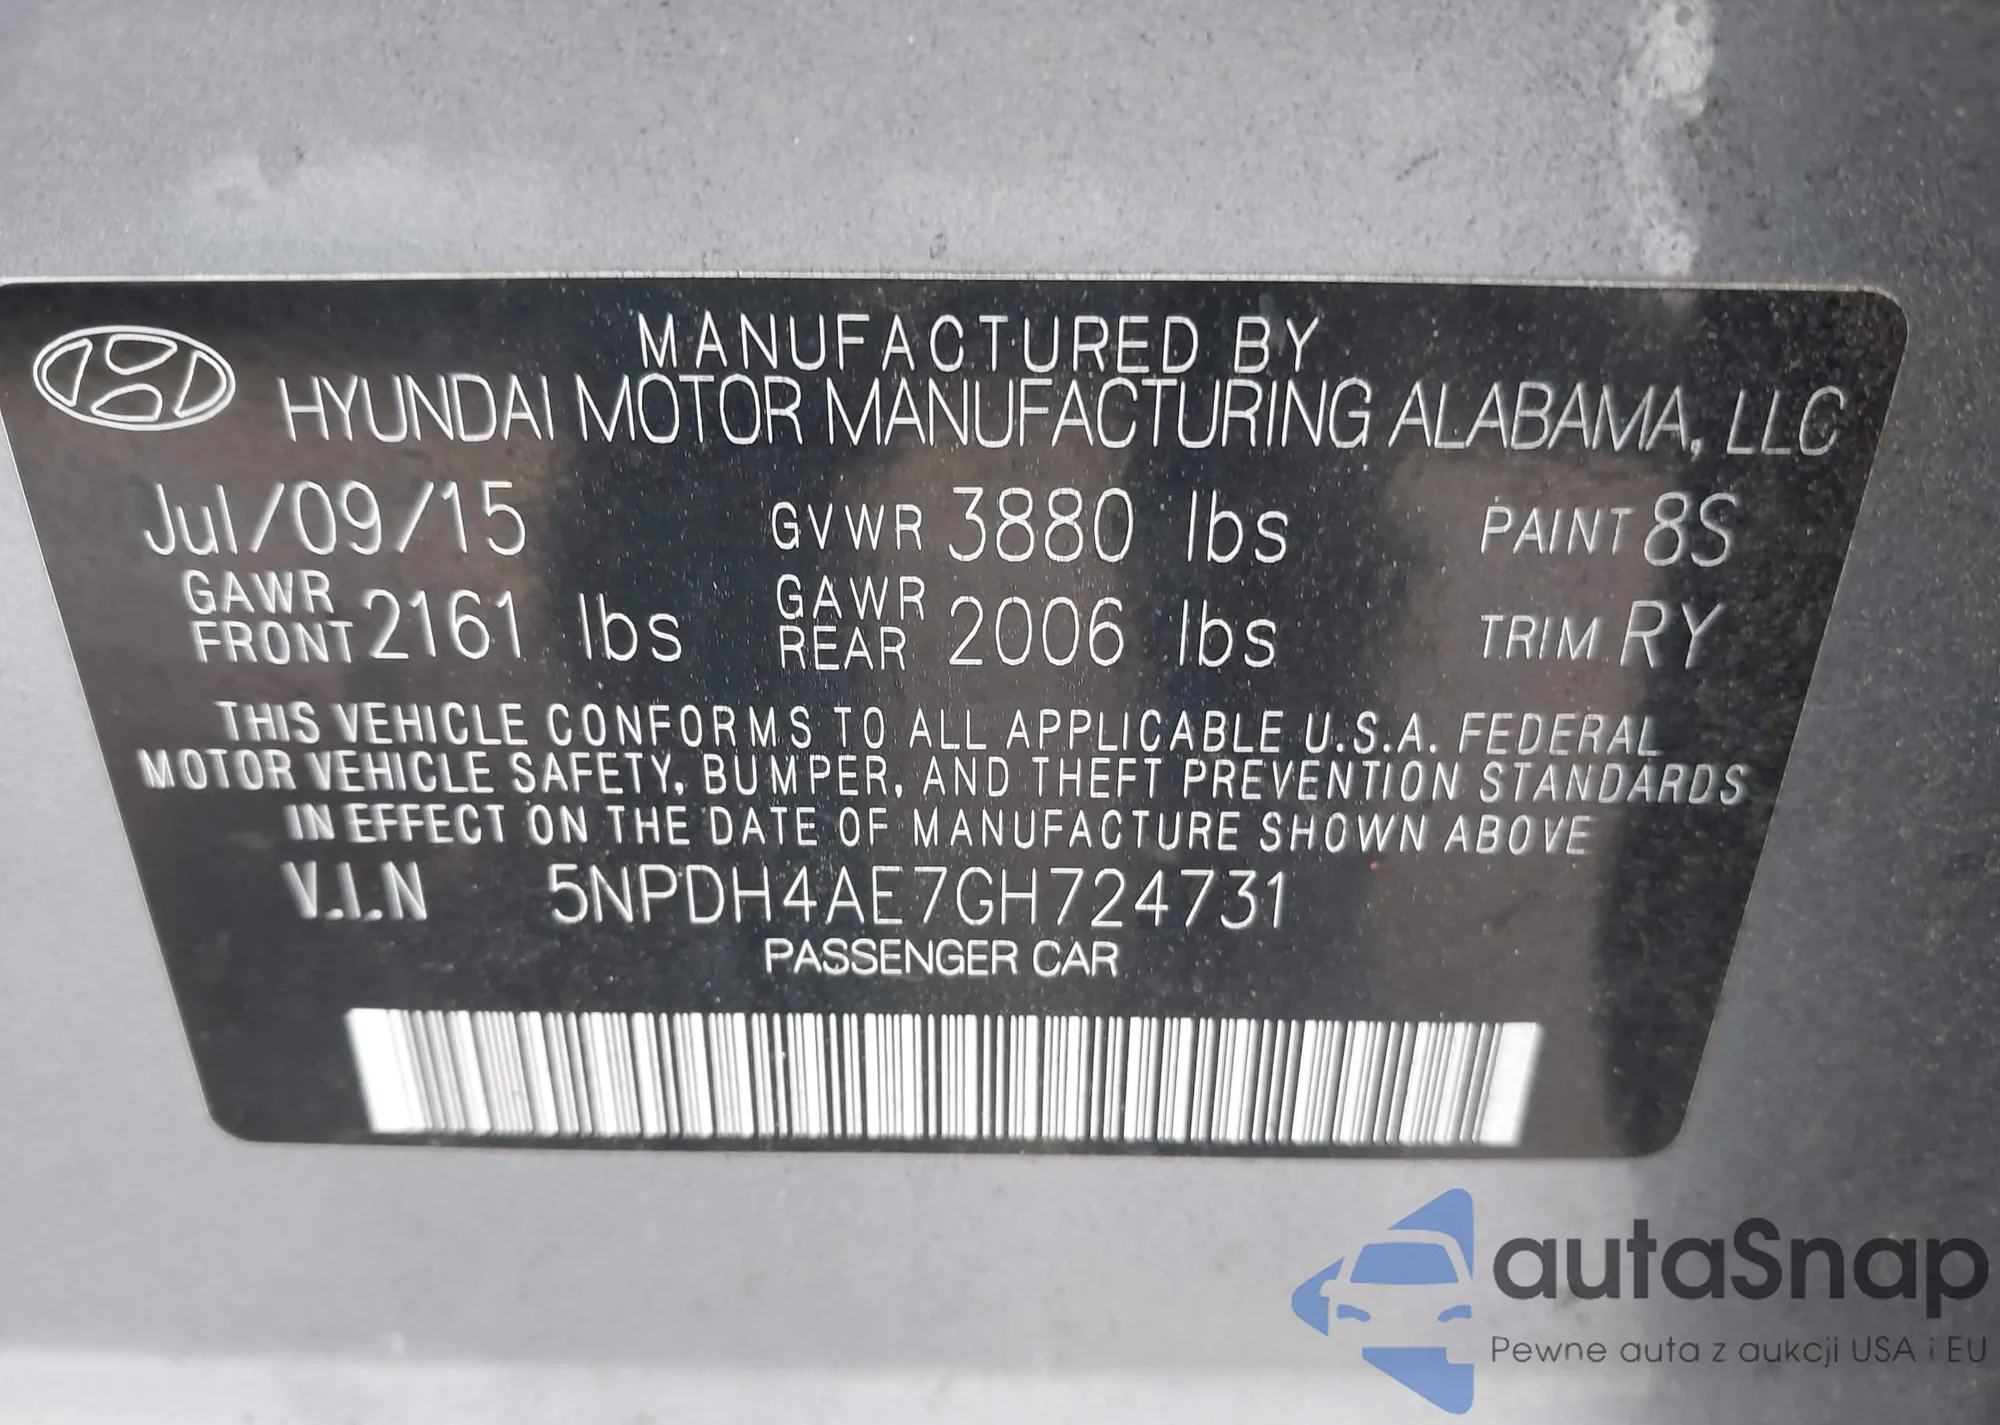 MANUFACTURED BY
HYUNDAI MOTOR MANUFACTURING ALABAMA, LLC
Jul/09/15 GVWR 3880 lbs PAINT 8S
GAWR FRONT 2161 lbs GAWR REAR 2006 lbs TRIM RY
THIS VEHICLE CONFORMS TO ALL APPLICABLE U.S.A. FEDERAL
MOTOR VEHICLE SAFETY, BUMPER, AND THEFT PREVENTION STANDARDS
IN EFFECT ON THE DATE OF MANUFACTURE SHOWN ABOVE
V.I.N 5NPDH4AE7GH724731
PASSENGER CAR
autaSnap
Pewne auta z aukcji USA i EU